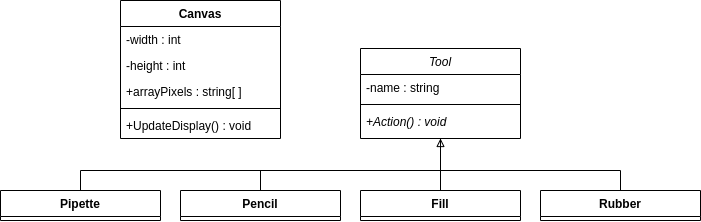 Canvas
-width : int
-height : int
+arrayPixels : string[ ]
+UpdateDisplay() : void
Tool
-name : string
+Action() : void
Pipette
Pencil
Fill
Rubber